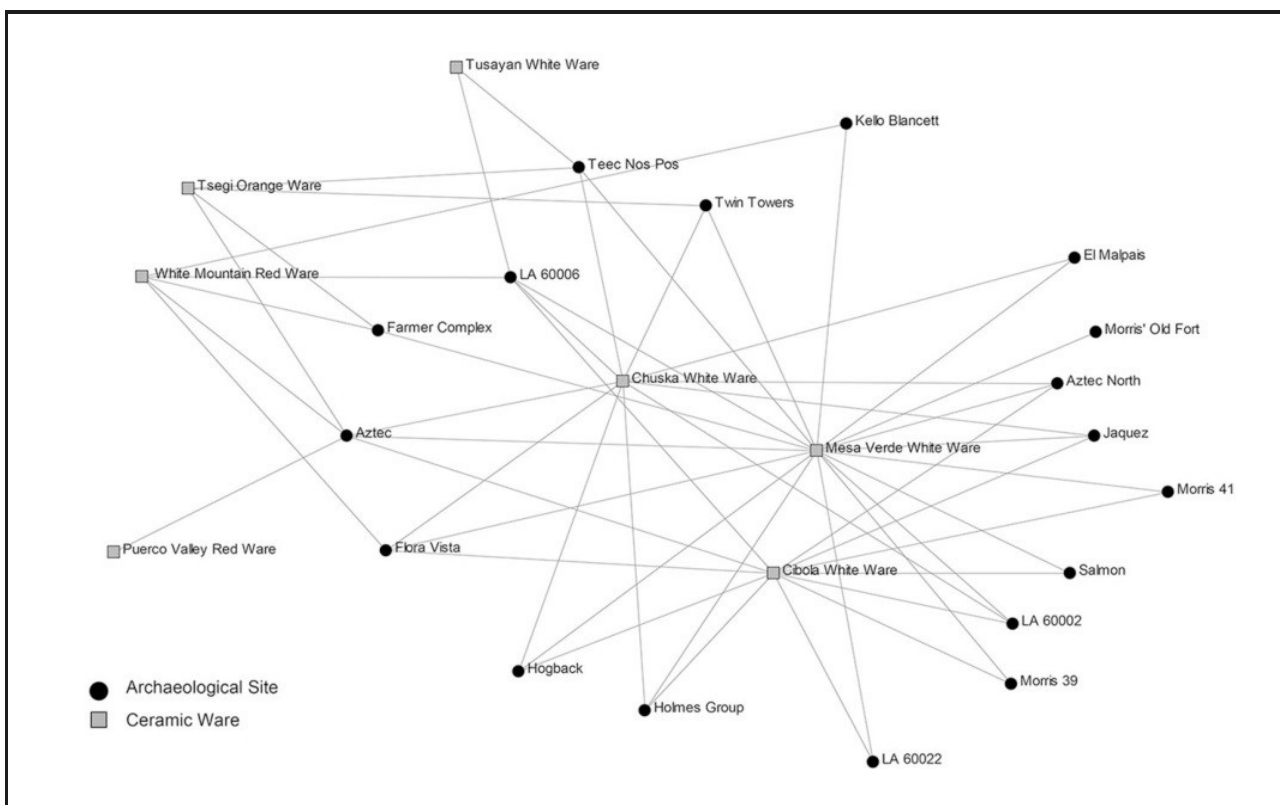 Tusayan White Ware
Kello Blancett
Teec Nos Pos
Tsegi Orange Ware
Twin Towers
El Malpais
White Mountain Red Ware
LA 60006
Farmer Complex
Morris' Old Fort
Chuska White Ware
Aztec North
Aztec
Jaquez
Mesa Verde White Ware
Morris 41
Puerco Valley Red Ware
Flora Vista
Cibola White Ware
Salmon
LA 60002
Hogback
Morris 39
Archaeological Site
Holmes Group
Ceramic Ware
LA 60022